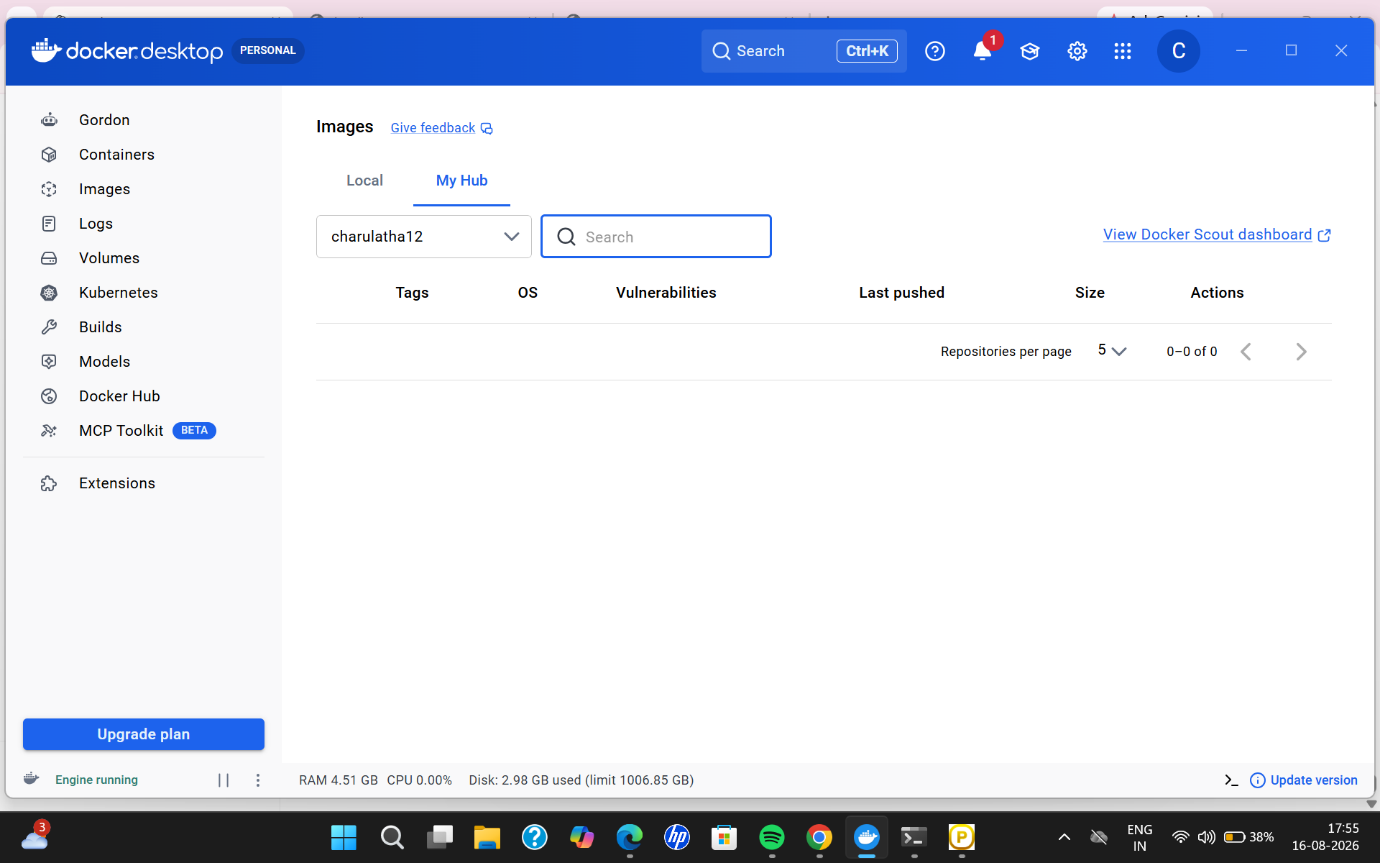 docker.desktop PERSONAL
Search Ctrl+K
1
C
Gordon
Containers
Images
Logs
Volumes
Kubernetes
Builds
Models
Docker Hub
MCP Toolkit BETA
Extensions
Upgrade plan
Images Give feedback
Local My Hub
charulatha12
Search
View Docker Scout dashboard
Tags OS Vulnerabilities Last pushed Size Actions
Repositories per page 5 0–0 of 0
Engine running
RAM 4.51 GB CPU 0.00% Disk: 2.98 GB used (limit 1006.85 GB)
Update version
3
hp
ENG
IN
38%
17:55
16-08-2026